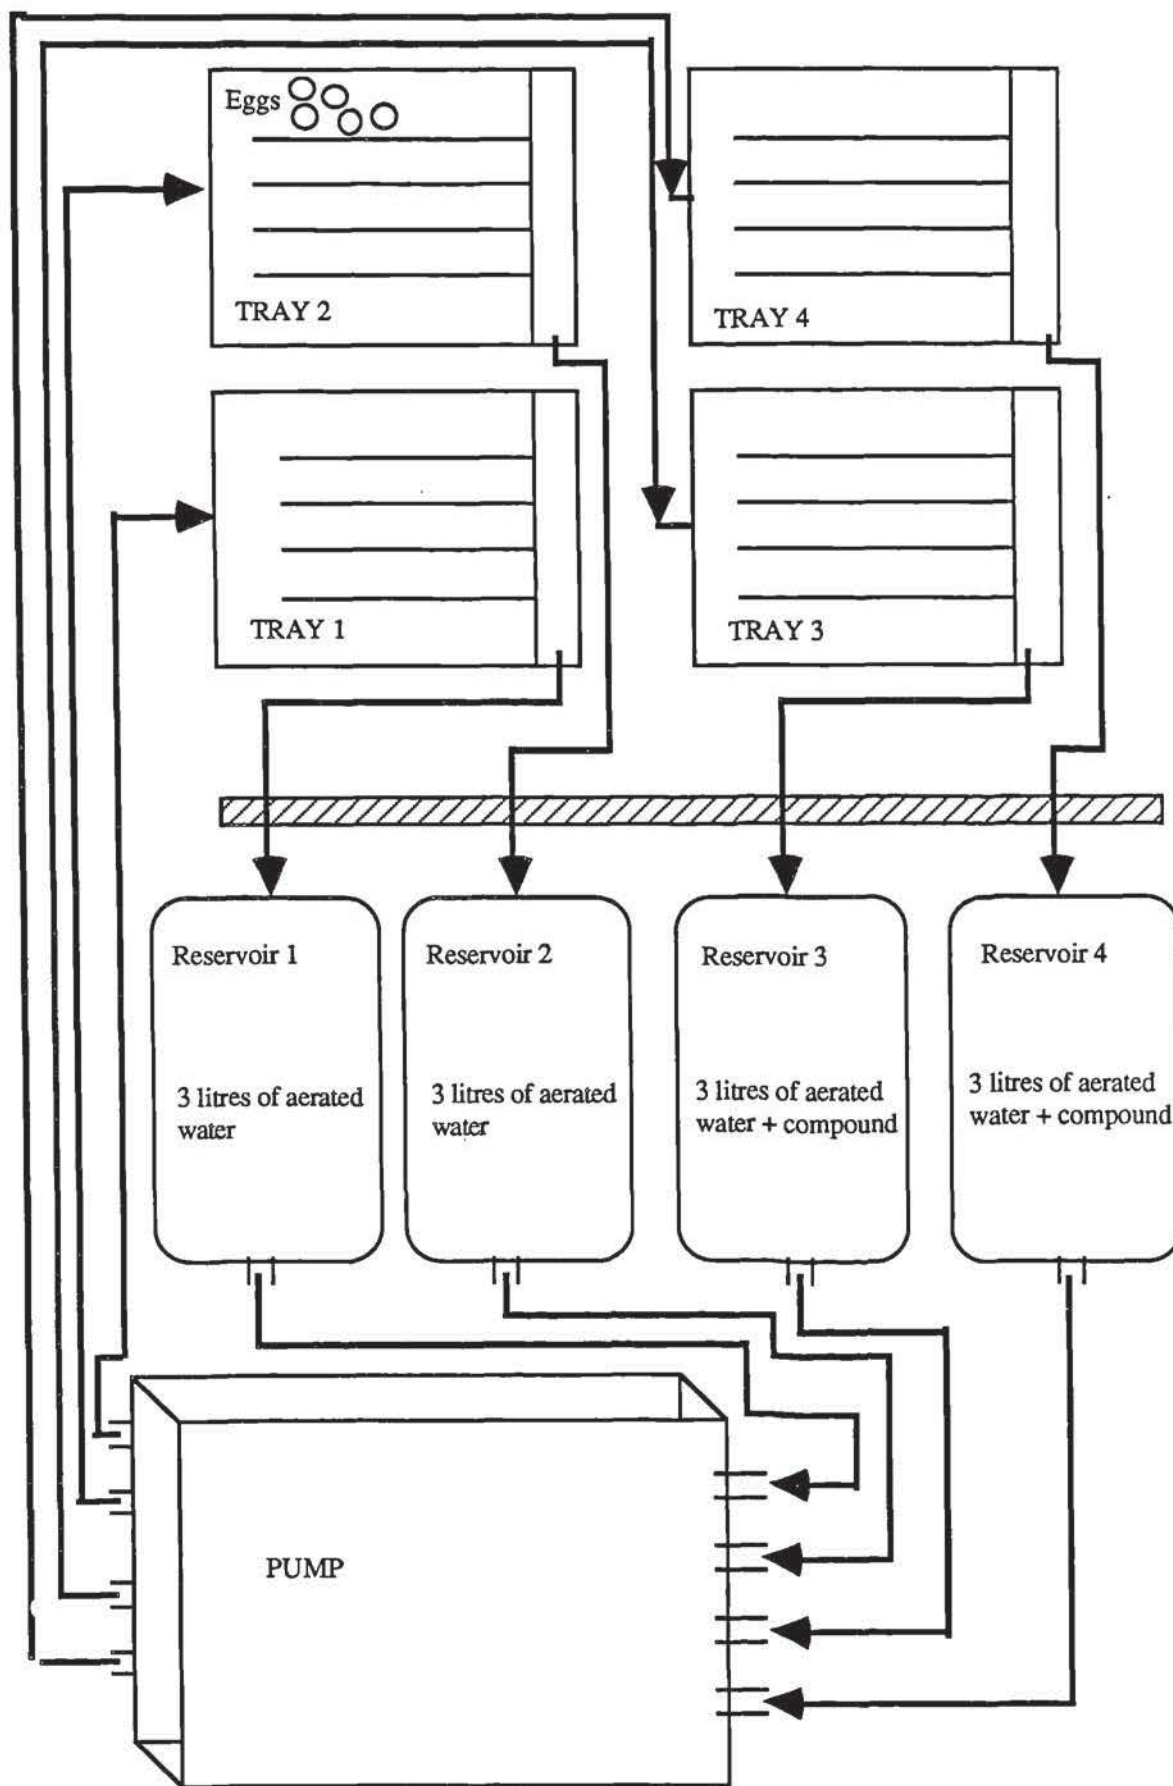 Eggs
TRAY 2
TRAY 4
TRAY 1
TRAY 3
Reservoir 1
Reservoir 2
Reservoir 3
Reservoir 4
3 litres of aerated
water
3 litres of aerated
water
3 litres of aerated
water + compound
3 litres of aerated
water + compound
PUMP